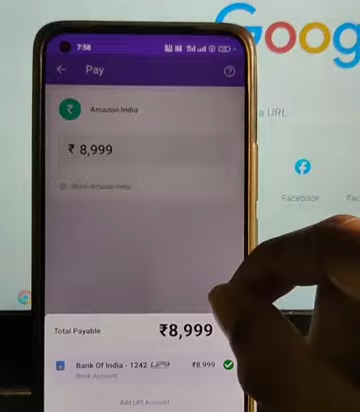 Goog
7:58
Pay
Amazon India
a URL
₹ 8,999
Facebook
Fac
Total Payable
₹8,999
Bank Of India - 1242 UPI
₹8,999
Bank Account
Add UPI Account